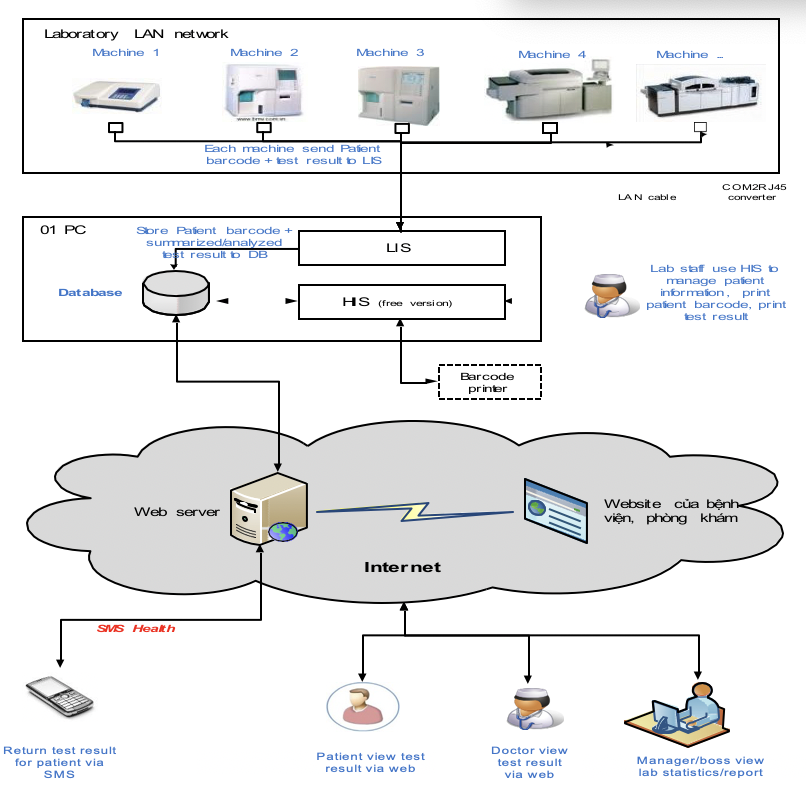 Laboratory LAN network
Machine 1
Machine 2
Machine 3
Machine 4
Machine ...
Each machine send Patient
barcode + test result to LIS
LAN cable
COM2RJ45
converter
01 PC
Store Patient barcode +
summarized/analyzed
test result to DB
LIS
Database
HIS (free version)
Lab staff use HIS to
manage patient
information, print
patient barcode, print
test result
Barcode
printer
Web server
Website của bệnh
viện, phòng khám
Internet
SMS Health
Return test result
for patient via
SMS
Patient view test
result via web
Doctor view
test result
via web
Manager/boss view
lab statistics/report